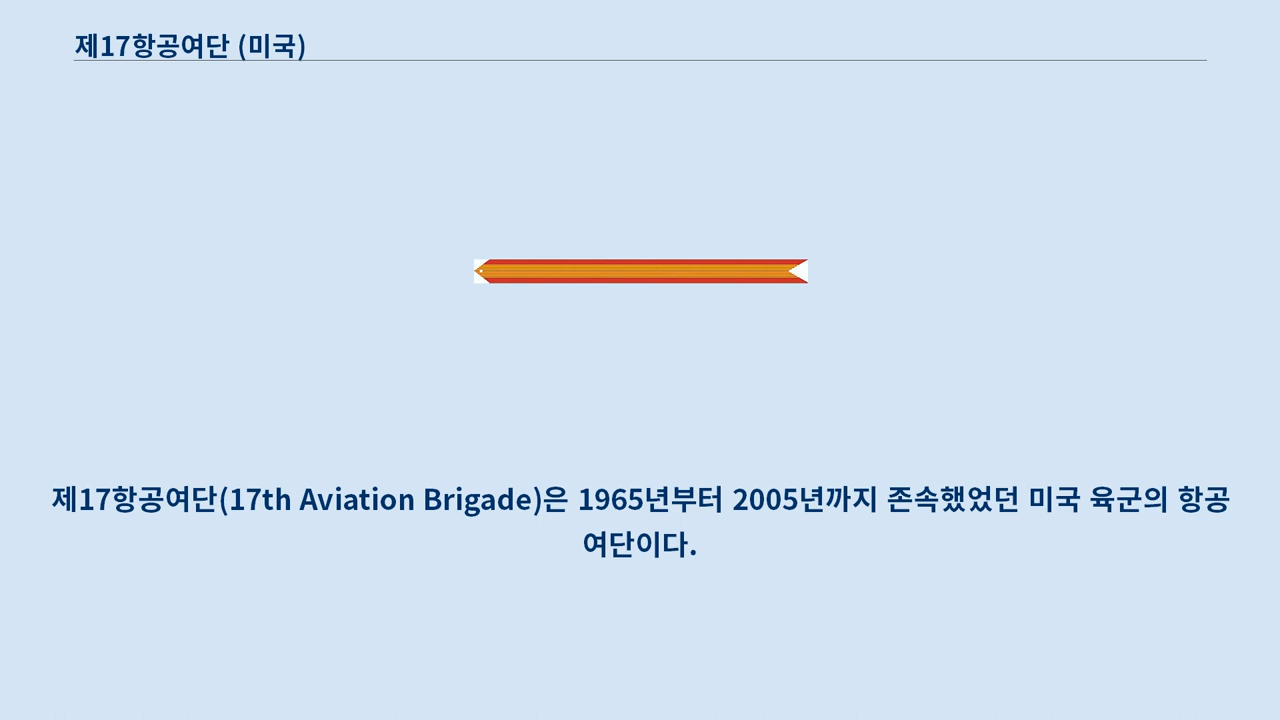 제17항공여단 (미국)
제17항공여단(17th Aviation Brigade)은 1965년부터 2005년까지 존속했었던 미국 육군의 항공
여단이다.